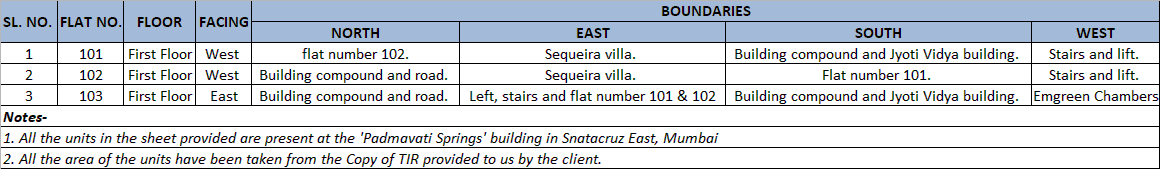 BOUNDARIES
SL. NO. FLAT NO. FLOOR FACING
NORTH EAST SOUTH WEST
1 101 First Floor West flat number 102. Sequeira villa. Building compound and Jyoti Vidya building. Stairs and lift.
2 102 First Floor West Building compound and road. Sequeira villa. Flat number 101. Stairs and lift.
3 103 First Floor East Building compound and road. Left, stairs and flat number 101 & 102 Building compound and Jyoti Vidya building. Emgreen Chambers
Notes-
1. All the units in the sheet provided are present at the 'Padmavati Springs' building in Snatacruz East, Mumbai
2. All the area of the units have been taken from the Copy of TIR provided to us by the client.